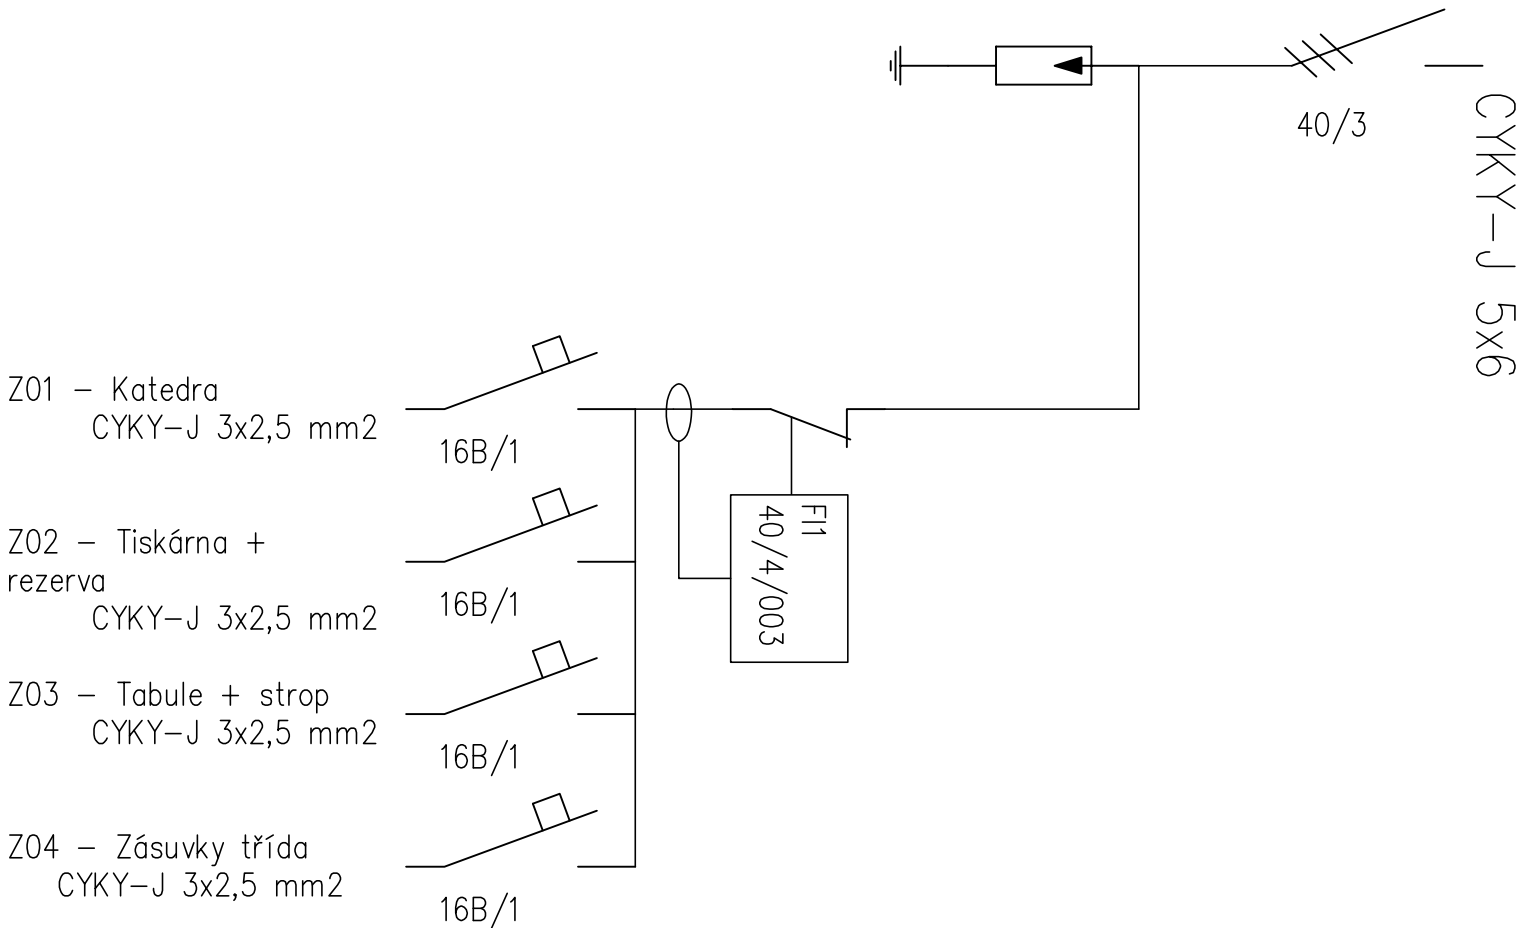 40/3
CYKY-J 5x6
Z01 - Katedra
CYKY-J 3x2,5 mm2
16B/1
FI1
40/4/003
Z02 - Tiskárna +
rezerva
CYKY-J 3x2,5 mm2
16B/1
Z03 - Tabule + strop
CYKY-J 3x2,5 mm2
16B/1
Z04 - Zásuvky třída
CYKY-J 3x2,5 mm2
16B/1